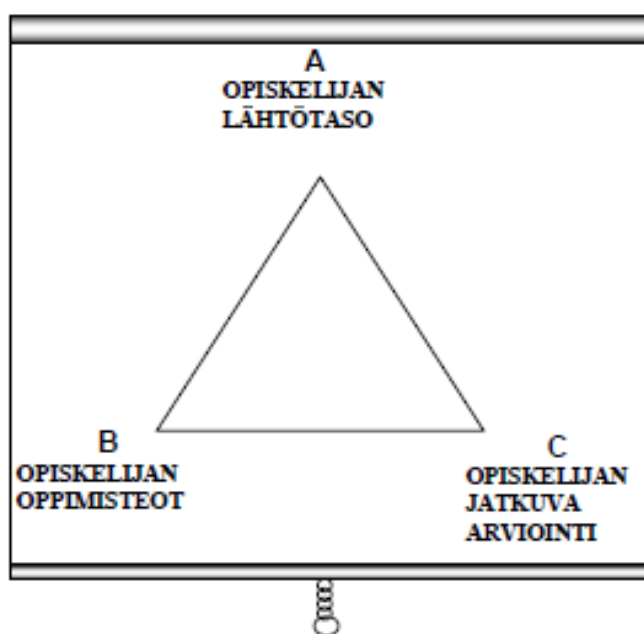 A
OPISKELIJAN
LÄHTÖTASO
B
OPISKELIJAN
OPPIMISTEOT
C
OPISKELIJAN
JATKUVA
ARVIOINTI